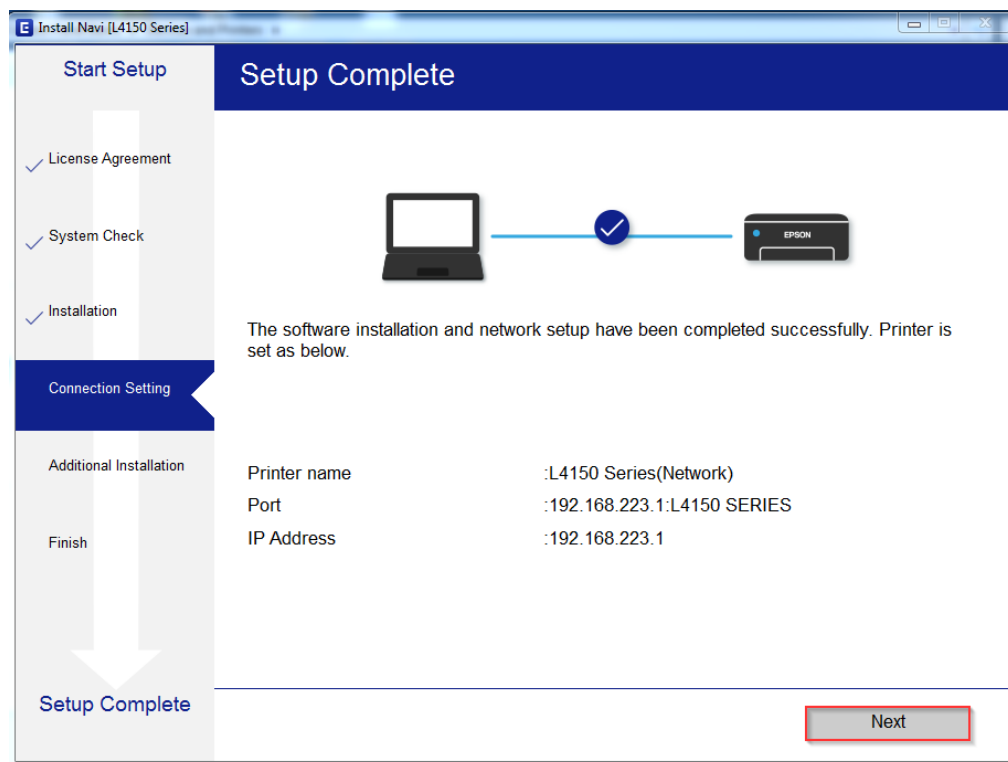 Install Navi [L4150 Series]
Start Setup
Setup Complete
License Agreement
System Check
Installation
Connection Setting
Additional Installation
Finish
Setup Complete
EPSON
The software installation and network setup have been completed successfully. Printer is
set as below.
Printer name :L4150 Series(Network)
Port :192.168.223.1:L4150 SERIES
IP Address :192.168.223.1
Next